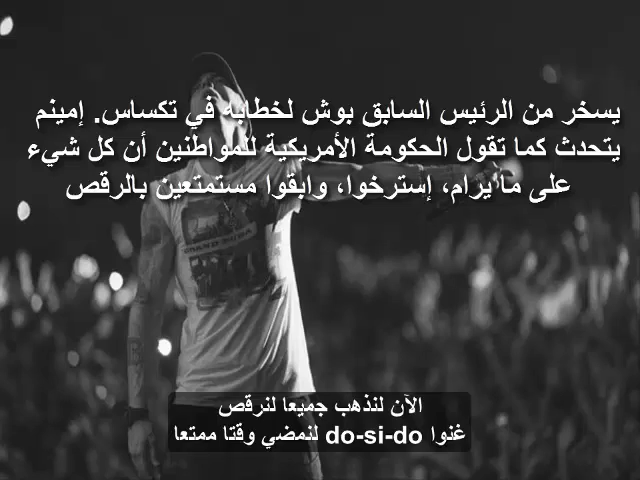 يسخر من الرئيس السابق بوش لخطابه في تكساس. إمينم
يتحدث كما تقول الحكومة الأمريكية للمواطنين أن كل شيء
على ما يرام، إسترخوا، وابقوا مستمتعين بالرقص
الآن لنذهب جميعا لنرقص
غنوا do-si-do لنمضي وقتا ممتعا